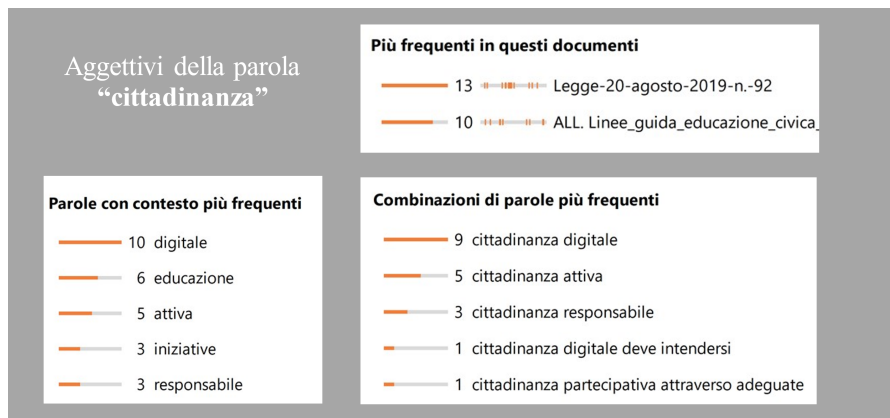 Aggettivi della parola
“cittadinanza”
Più frequenti in questi documenti
13 Legge-20-agosto-2019-n.-92
10 ALL. Linee_guida_educazione_civica_
Parole con contesto più frequenti
10 digitale
6 educazione
5 attiva
3 iniziative
3 responsabile
Combinazioni di parole più frequenti
9 cittadinanza digitale
5 cittadinanza attiva
3 cittadinanza responsabile
1 cittadinanza digitale deve intendersi
1 cittadinanza partecipativa attraverso adeguate